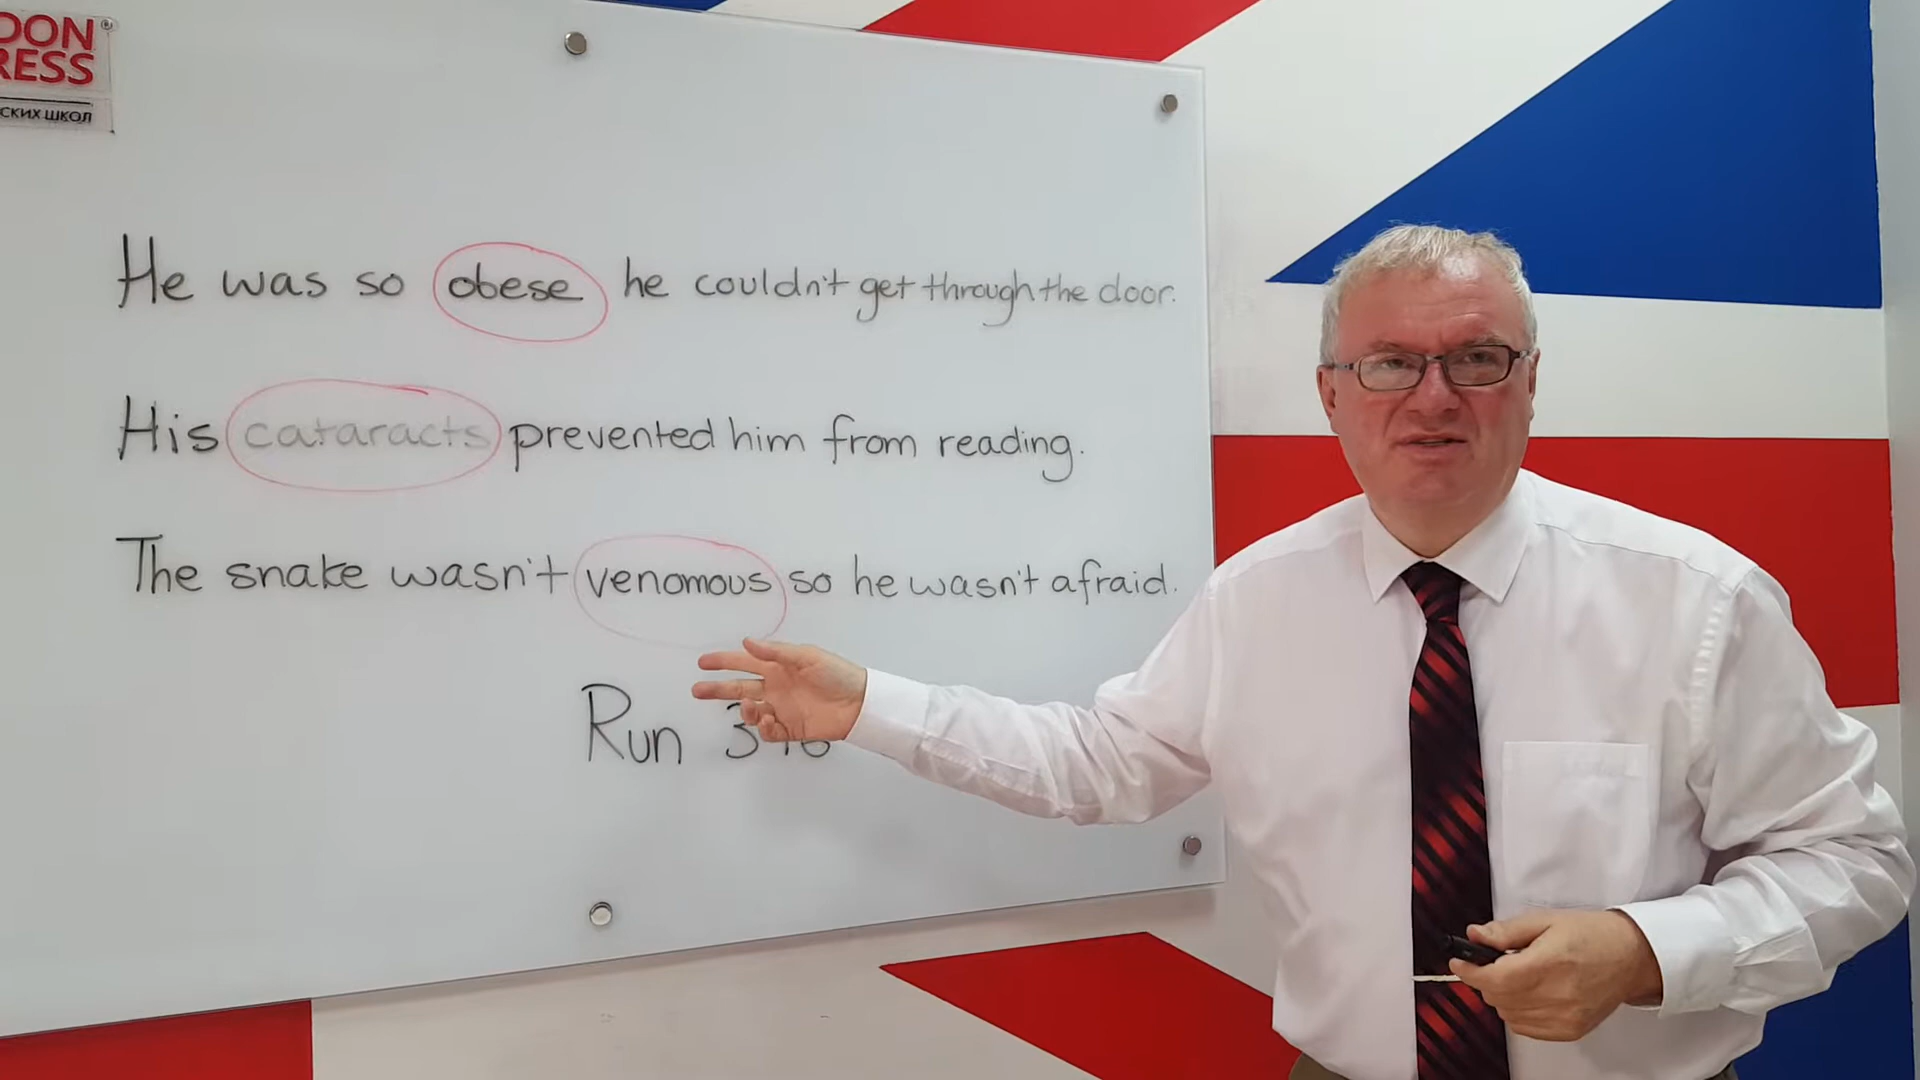 DON®
RESS
СКИХ ШКОЛ
He was so obese he couldn't get through the door.
His cataracts prevented him from reading.
The snake wasn't venomous so he wasn't afraid.
Run